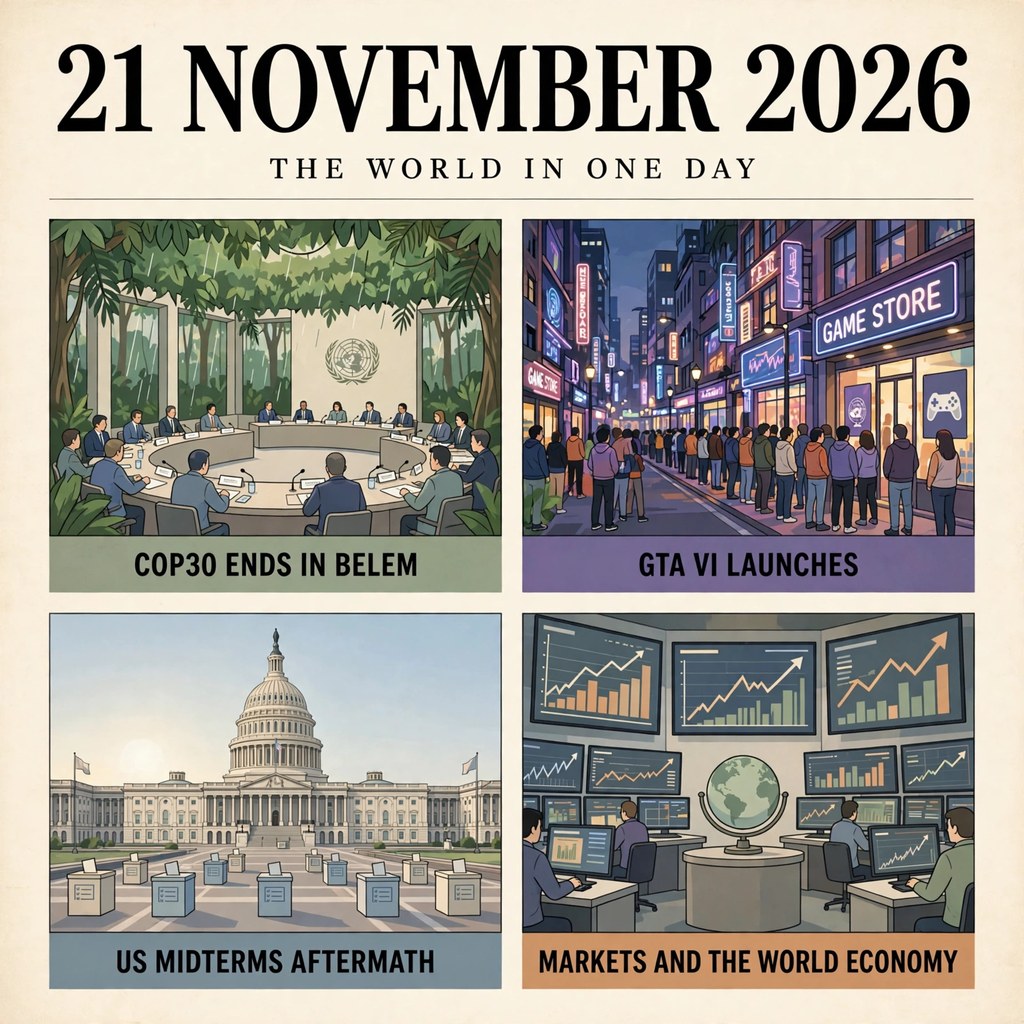 21 NOVEMBER 2026
THE WORLD IN ONE DAY
GAME STORE
GAME STORE
COP30 ENDS IN BELEM
GTA VI LAUNCHES
US MIDTERMS AFTERMATH
MARKETS AND THE WORLD ECONOMY